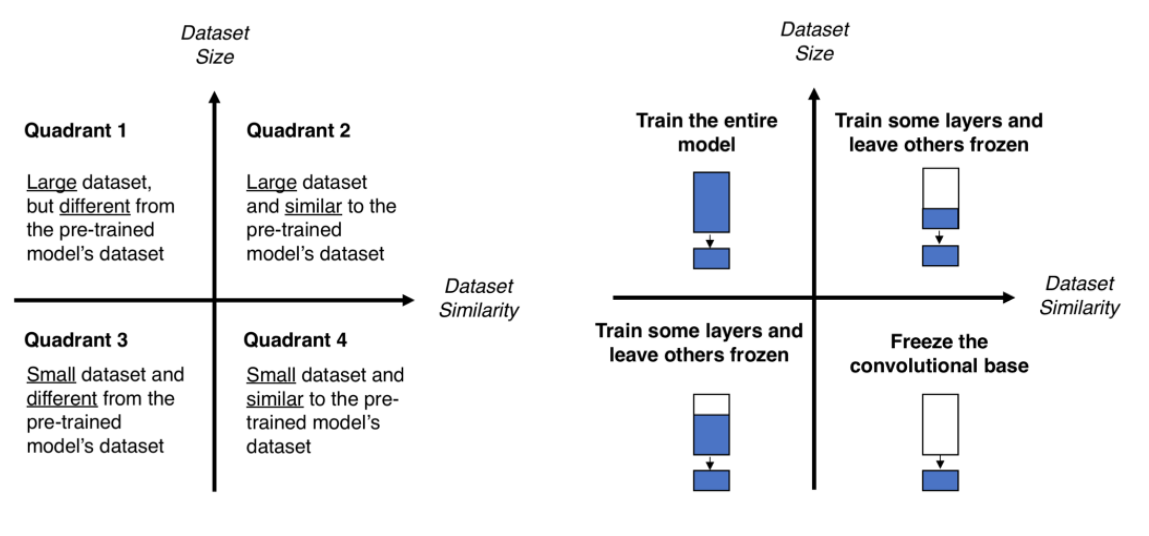 Dataset
Size
Quadrant 1
Large dataset,
but different from
the pre-trained
model's dataset
Quadrant 2
Large dataset
and similar to the
pre-trained
model's dataset
Dataset
Similarity
Quadrant 3
Small dataset and
different from the
pre-trained
model's dataset
Quadrant 4
Small dataset and
similar to the pre-
trained model's
dataset
Dataset
Size
Train the entire
model
Train some layers and
leave others frozen
Dataset
Similarity
Train some layers and
leave others frozen
Freeze the
convolutional base